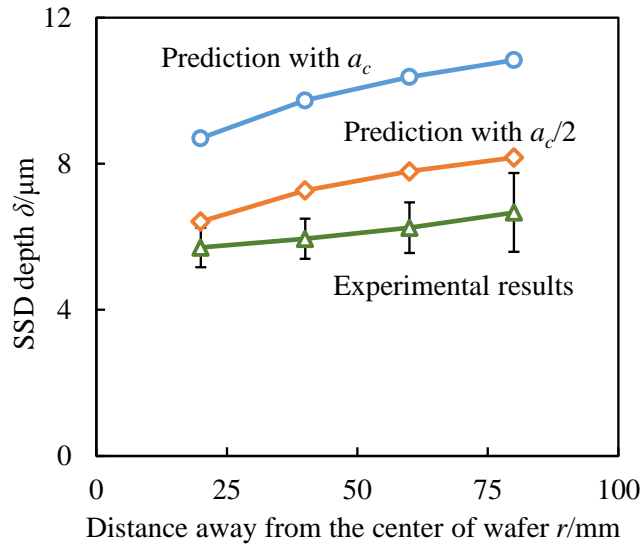 12
Prediction with a_c
Prediction with a_c/2
8
SSD depth δ/μm
Experimental results
4
0
0 25 50 75 100
Distance away from the center of wafer r/mm